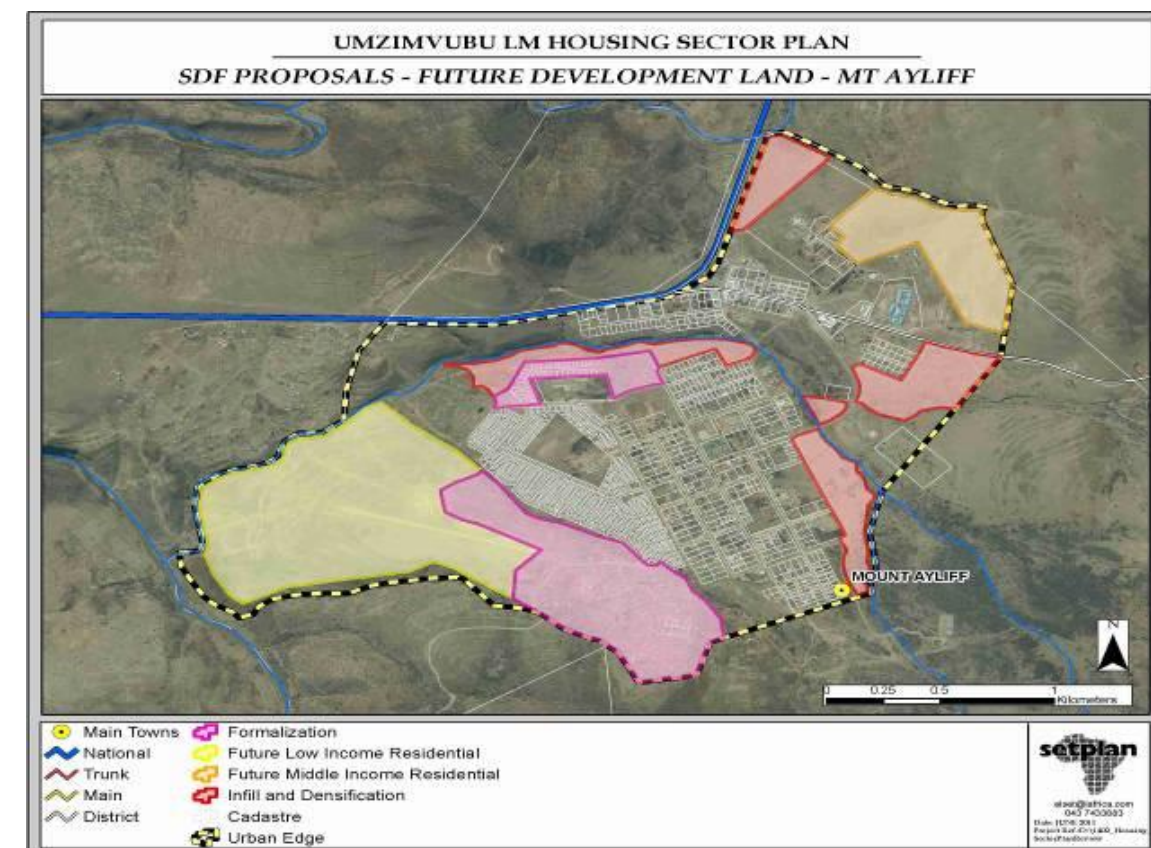 UMZIMVUBU LM HOUSING SECTOR PLAN
SDF PROPOSALS - FUTURE DEVELOPMENT LAND - MT AYLIFF
MOUNT AYLIFF
N
0 0.25 0.5 1
Kilometers
Main Towns
National
Trunk
Main
District
Formalization
Future Low Income Residential
Future Middle Income Residential
Infill and Densification
Cadastre
Urban Edge
setplan
043 7433883